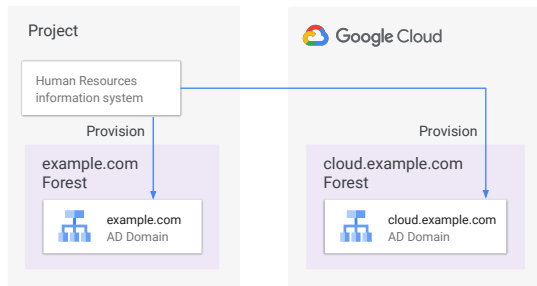 Project
Google Cloud
Human Resources
information system
Provision
Provision
example.com
Forest
cloud.example.com
Forest
example.com
AD Domain
cloud.example.com
AD Domain